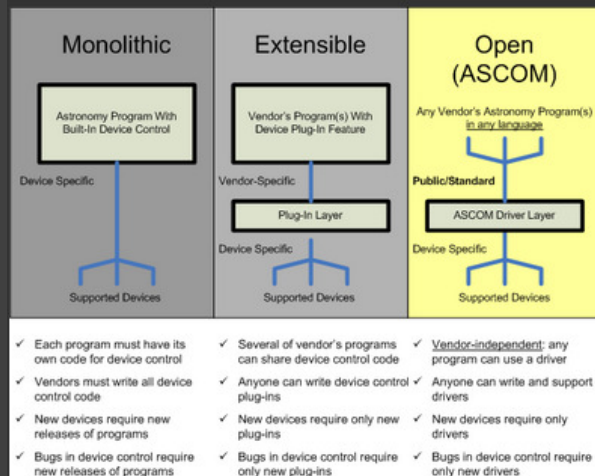 Monolithic
Astronomy Program With
Built-In Device Control
Device Specific
Supported Devices
✓ Each program must have its
own code for device control
✓ Vendors must write all device
control code
✓ New devices require new
releases of programs
✓ Bugs in device control require
new releases of programs
Extensible
Vendor's Program(s) With
Device Plug-In Feature
Vendor-Specific
Plug-In Layer
Device Specific
Supported Devices
✓ Several of vendor's programs
can share device control code
✓ Anyone can write device control
plug-ins
✓ New devices require only new
plug-ins
✓ Bugs in device control require
only new plug-ins
Open
(ASCOM)
Any Vendor's Astronomy Program(s)
in any language
Public/Standard
ASCOM Driver Layer
Device Specific
Supported Devices
✓ Vendor-independent: any
program can use a driver
✓ Anyone can write and support
drivers
✓ New devices require only
drivers
✓ Bugs in device control require
only new drivers